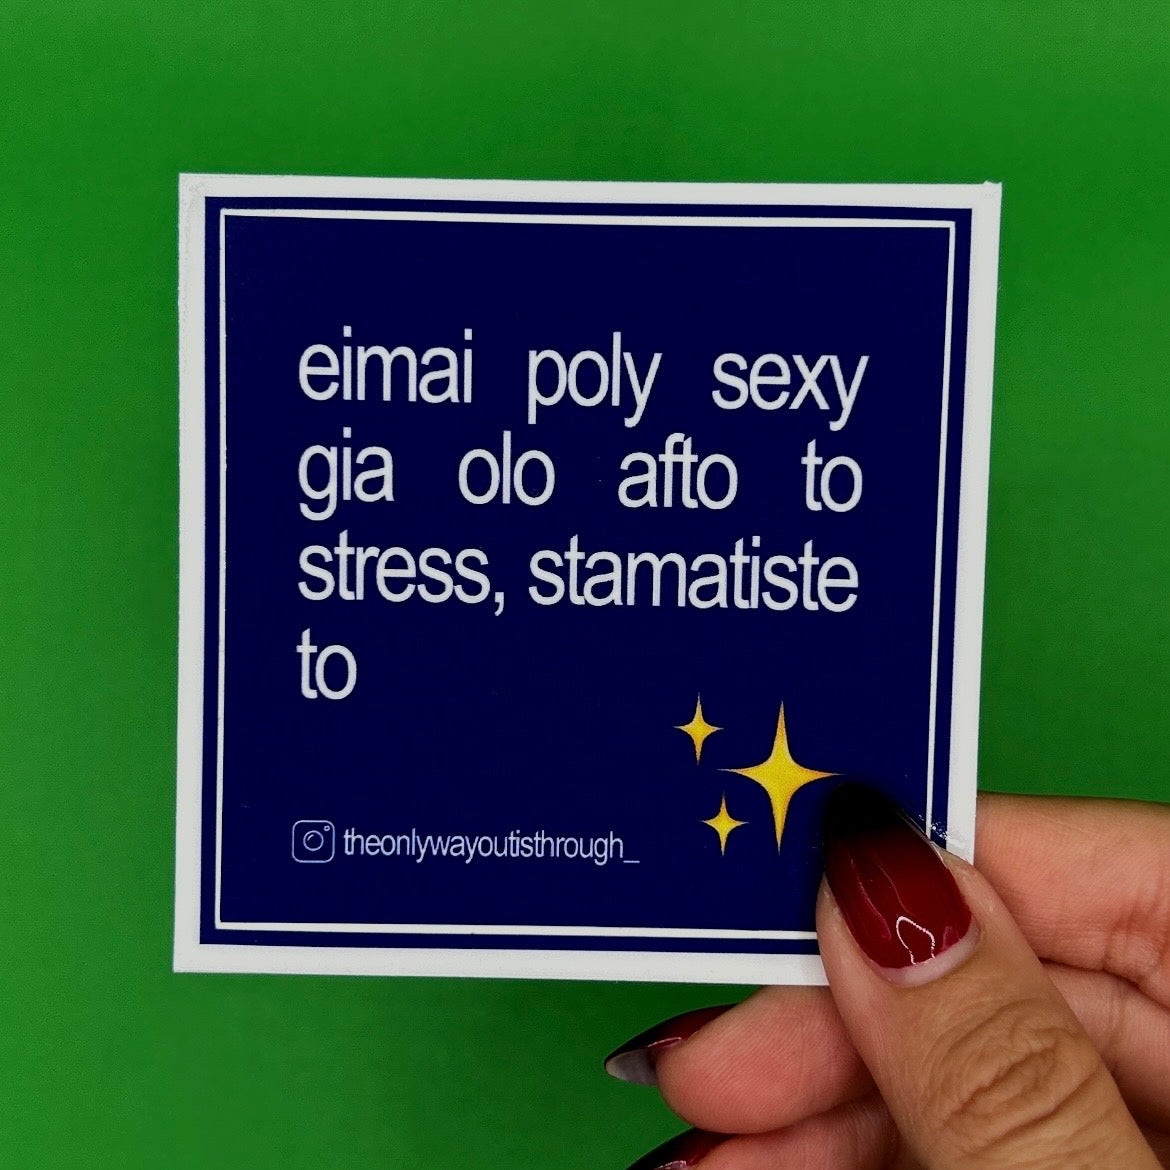 eimai poly sexy
gia olo afto to
stress, stamatiste
to
theonlywayoutisthrough_